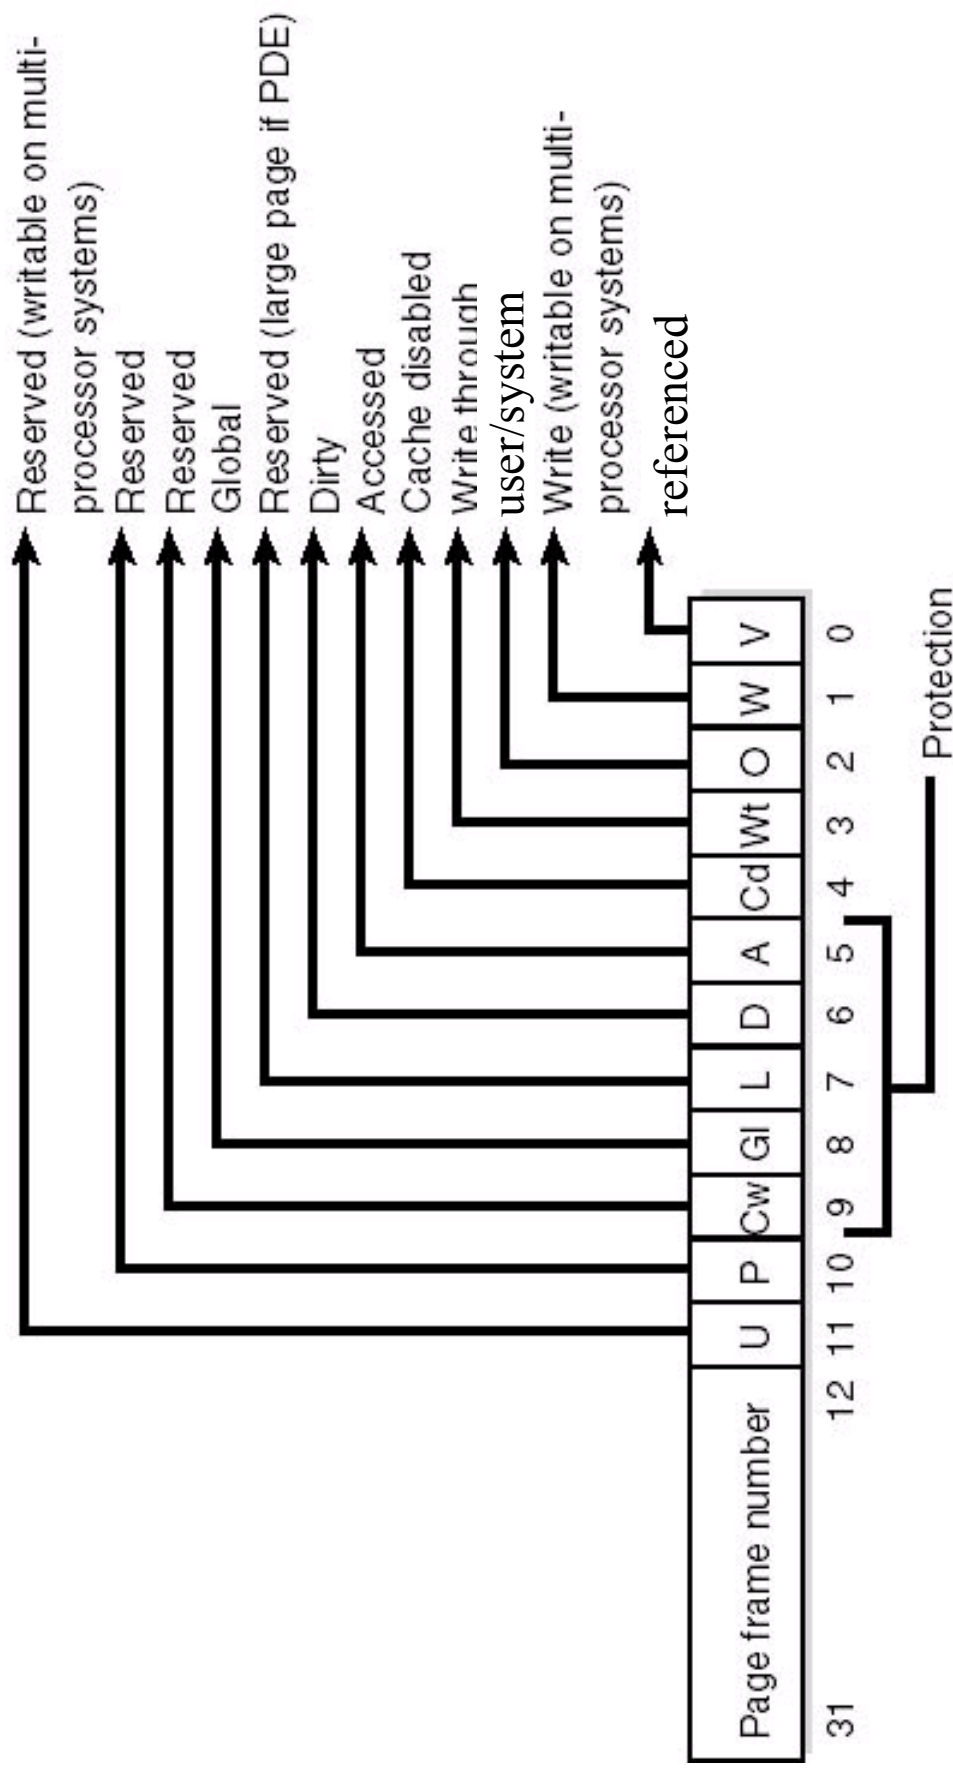 Reserved (writable on multi-
processor systems)
Reserved
Reserved
Global
Reserved (large page if PDE)
Dirty
Accessed
Cache disabled
Write through
user/system
Write (writable on multi-
processor systems)
referenced
Page frame number U P Cw Gl L D A Cd Wt O W V
31 12 11 10 9 8 7 6 5 4 3 2 1 0
Protection